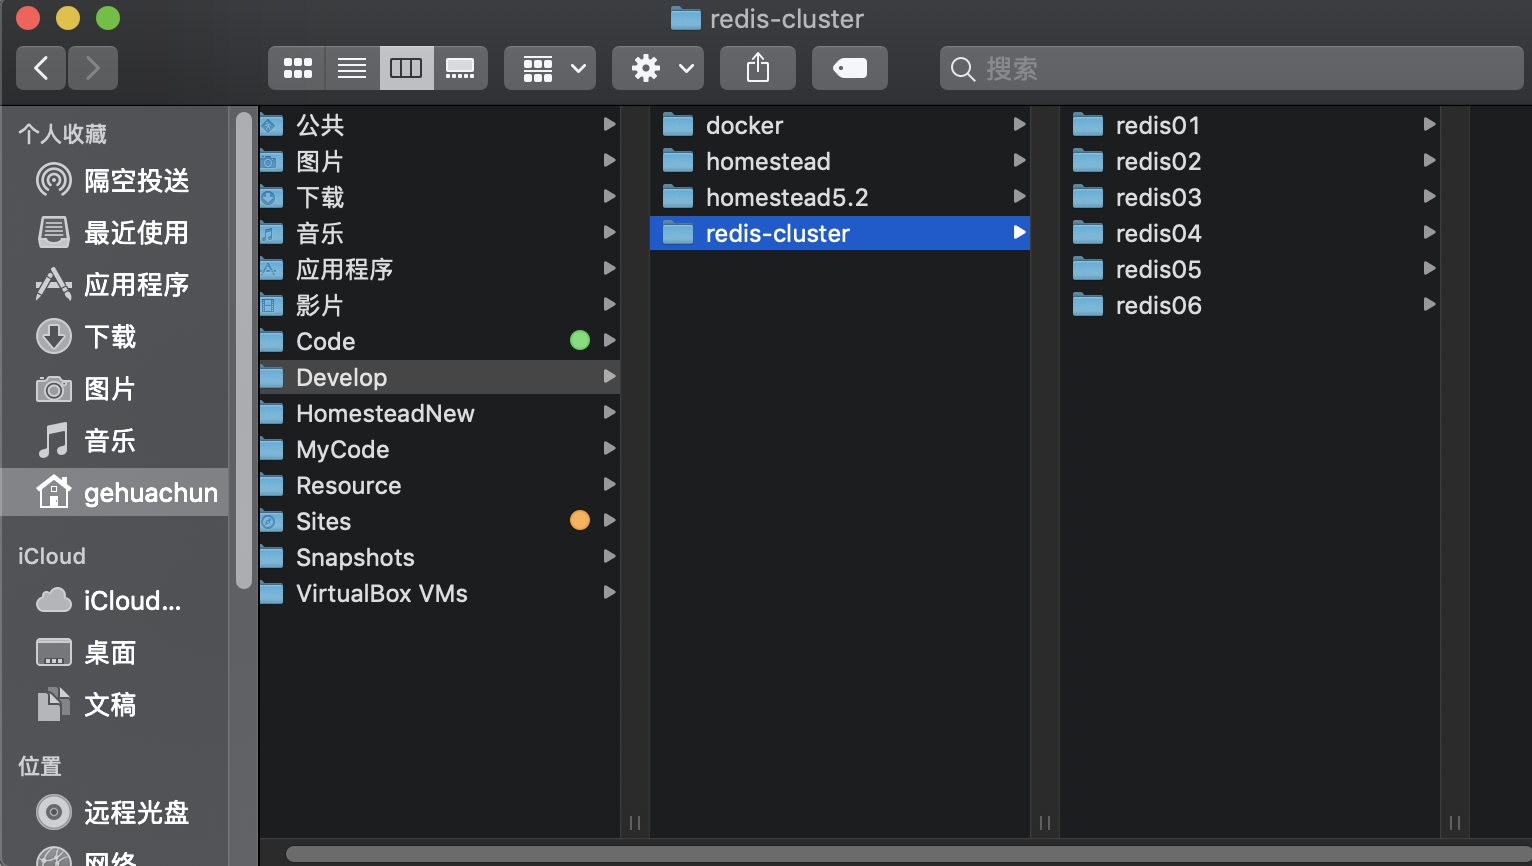 redis-cluster
搜索
个人收藏
隔空投送
最近使用
应用程序
下载
图片
音乐
gehuachun
iCloud
iCloud...
桌面
文稿
位置
远程光盘
网络
公共
图片
下载
音乐
应用程序
影片
Code
Develop
HomesteadNew
MyCode
Resource
Sites
Snapshots
VirtualBox VMs
docker
homestead
homestead5.2
redis-cluster
redis01
redis02
redis03
redis04
redis05
redis06